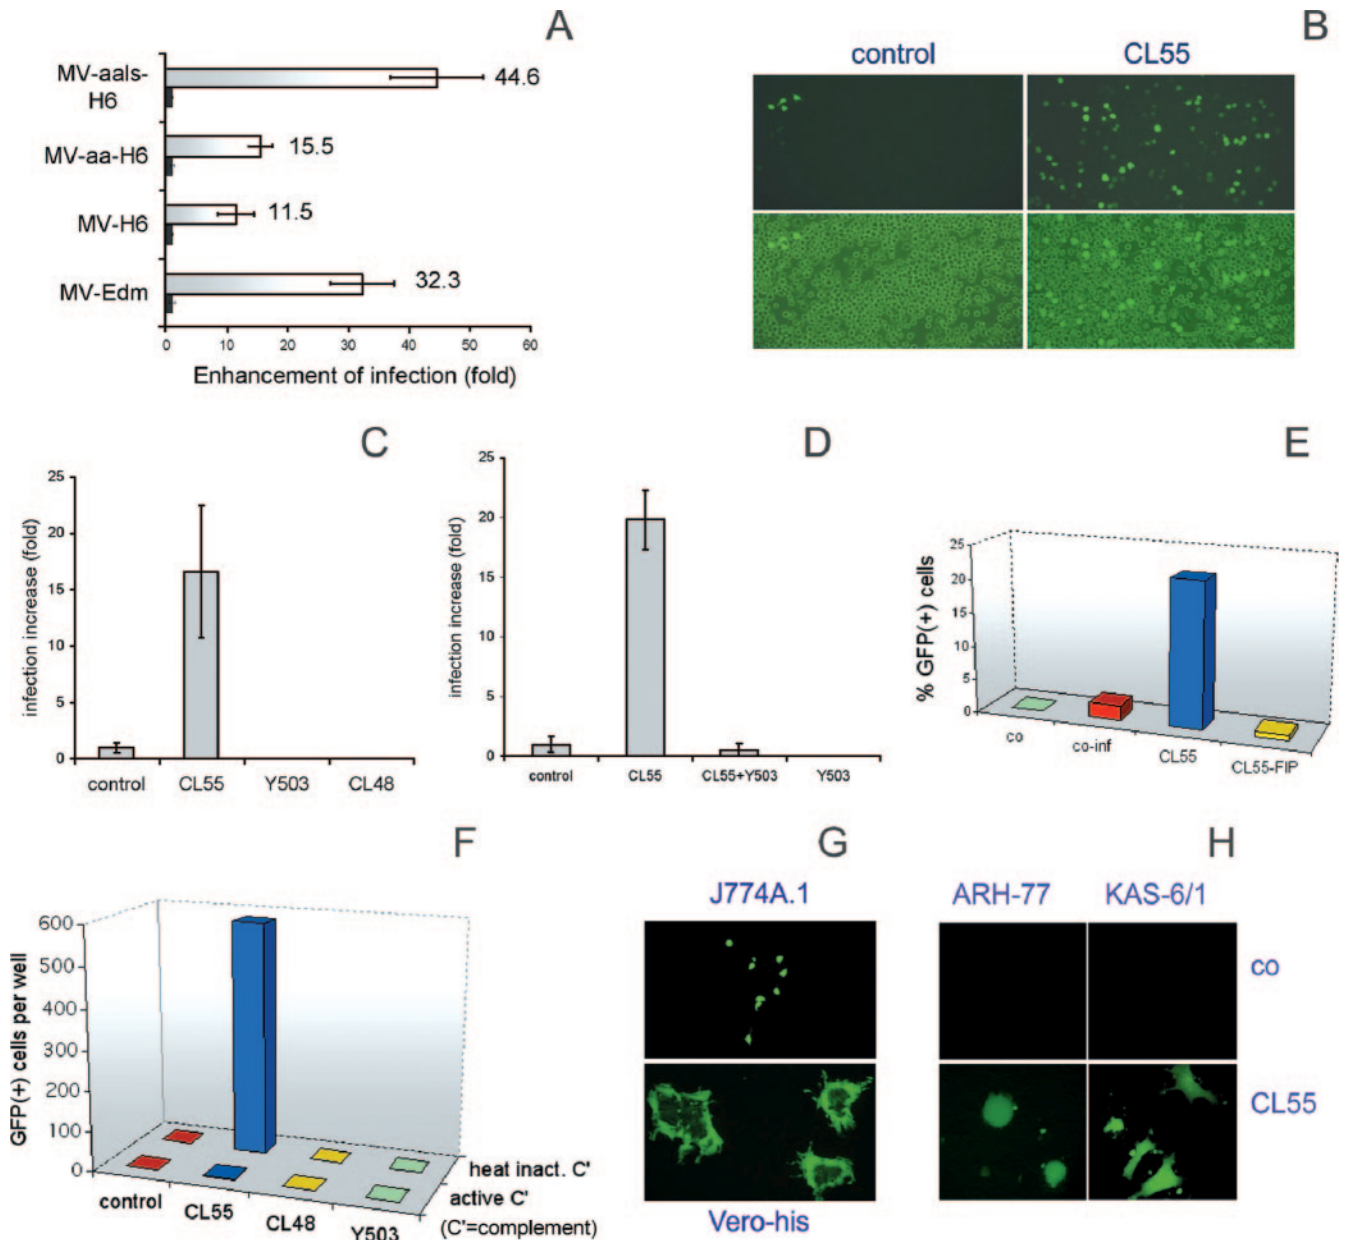 A
MV-aals-
H6
44.6
MV-aa-H6
15.5
MV-H6
11.5
MV-Edm
32.3
0 10 20 30 40 50 60
Enhancement of infection (fold)
B
control CL55
C
infection increase (fold)
25
20
15
10
5
0
control CL55 Y503 CL48
D
infection increase (fold)
25
20
15
10
5
0
control CL55 CL55+Y503 Y503
E
% GFP(+) cells
25
20
15
10
5
0
co co-inf CL55 CL55-FIP
F
GFP(+) cells per well
600
500
400
300
200
100
0
control CL55 CL48 Y503
heat inact. C'
active C'
(C'=complement)
G
J774A.1
Vero-his
H
ARH-77 KAS-6/1
co
CL55